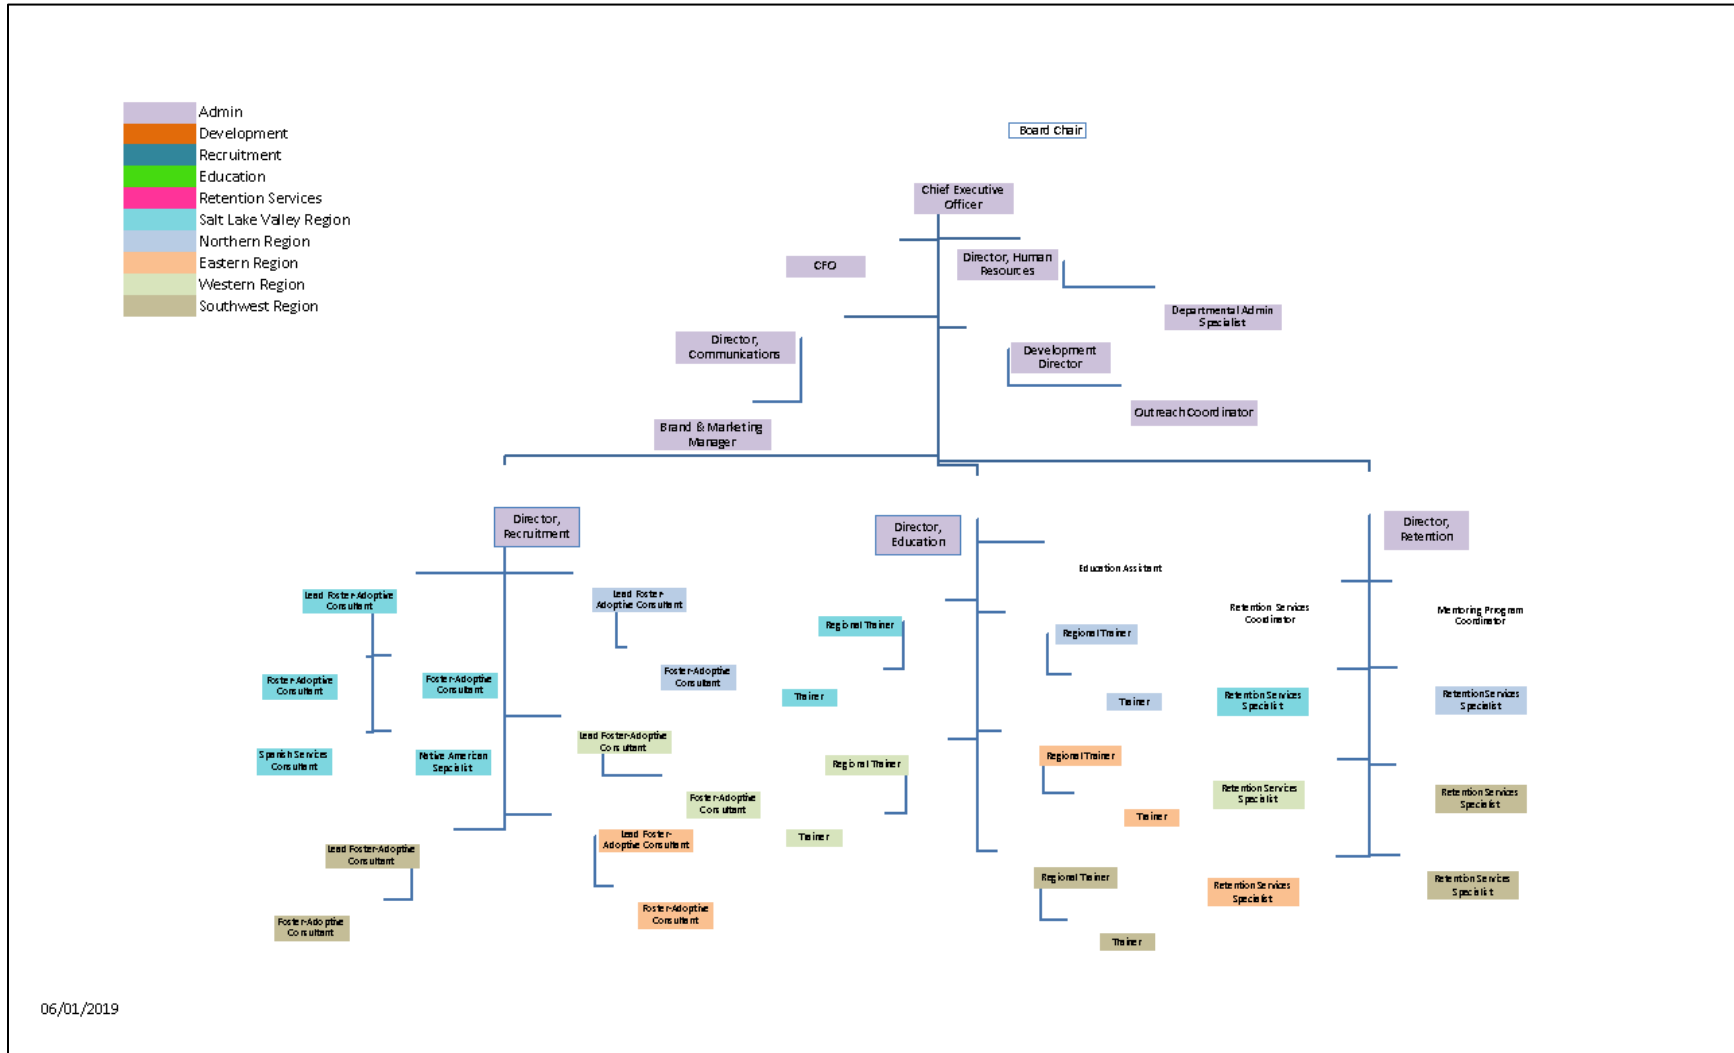 Admin
Development
Recruitment
Education
Retention Services
Salt Lake Valley Region
Northern Region
Eastern Region
Western Region
Southwest Region
Board Chair
Chief Executive
Officer
CFO
Director, Human
Resources
Departmental Admin
Specialist
Director,
Communications
Development
Director
Outreach Coordinator
Brand & Marketing
Manager
Director,
Recruitment
Director,
Education
Director,
Retention
Lead Foster-Adoptive
Consultant
Lead Foster-
Adoptive Consultant
Foster-Adoptive
Consultant
Foster-Adoptive
Consultant
Foster-Adoptive
Consultant
Spanish Services
Consultant
Native American
Sepcialist
Lead Foster-Adoptive
Consultant
Foster-Adoptive
Consultant
Lead Foster-Adoptive
Consultant
Lead Foster-
Adoptive Consultant
Foster-Adoptive
Consultant
Foster-Adoptive
Consultant
Education Assistant
Regional Trainer
Regional Trainer
Trainer
Trainer
Regional Trainer
Regional Trainer
Trainer
Trainer
Regional Trainer
Trainer
Retention Services
Coordinator
Mentoring Program
Coordinator
Retention Services
Specialist
Retention Services
Specialist
Retention Services
Specialist
Retention Services
Specialist
Retention Services
Specialist
Retention Services
Specialist
06/01/2019